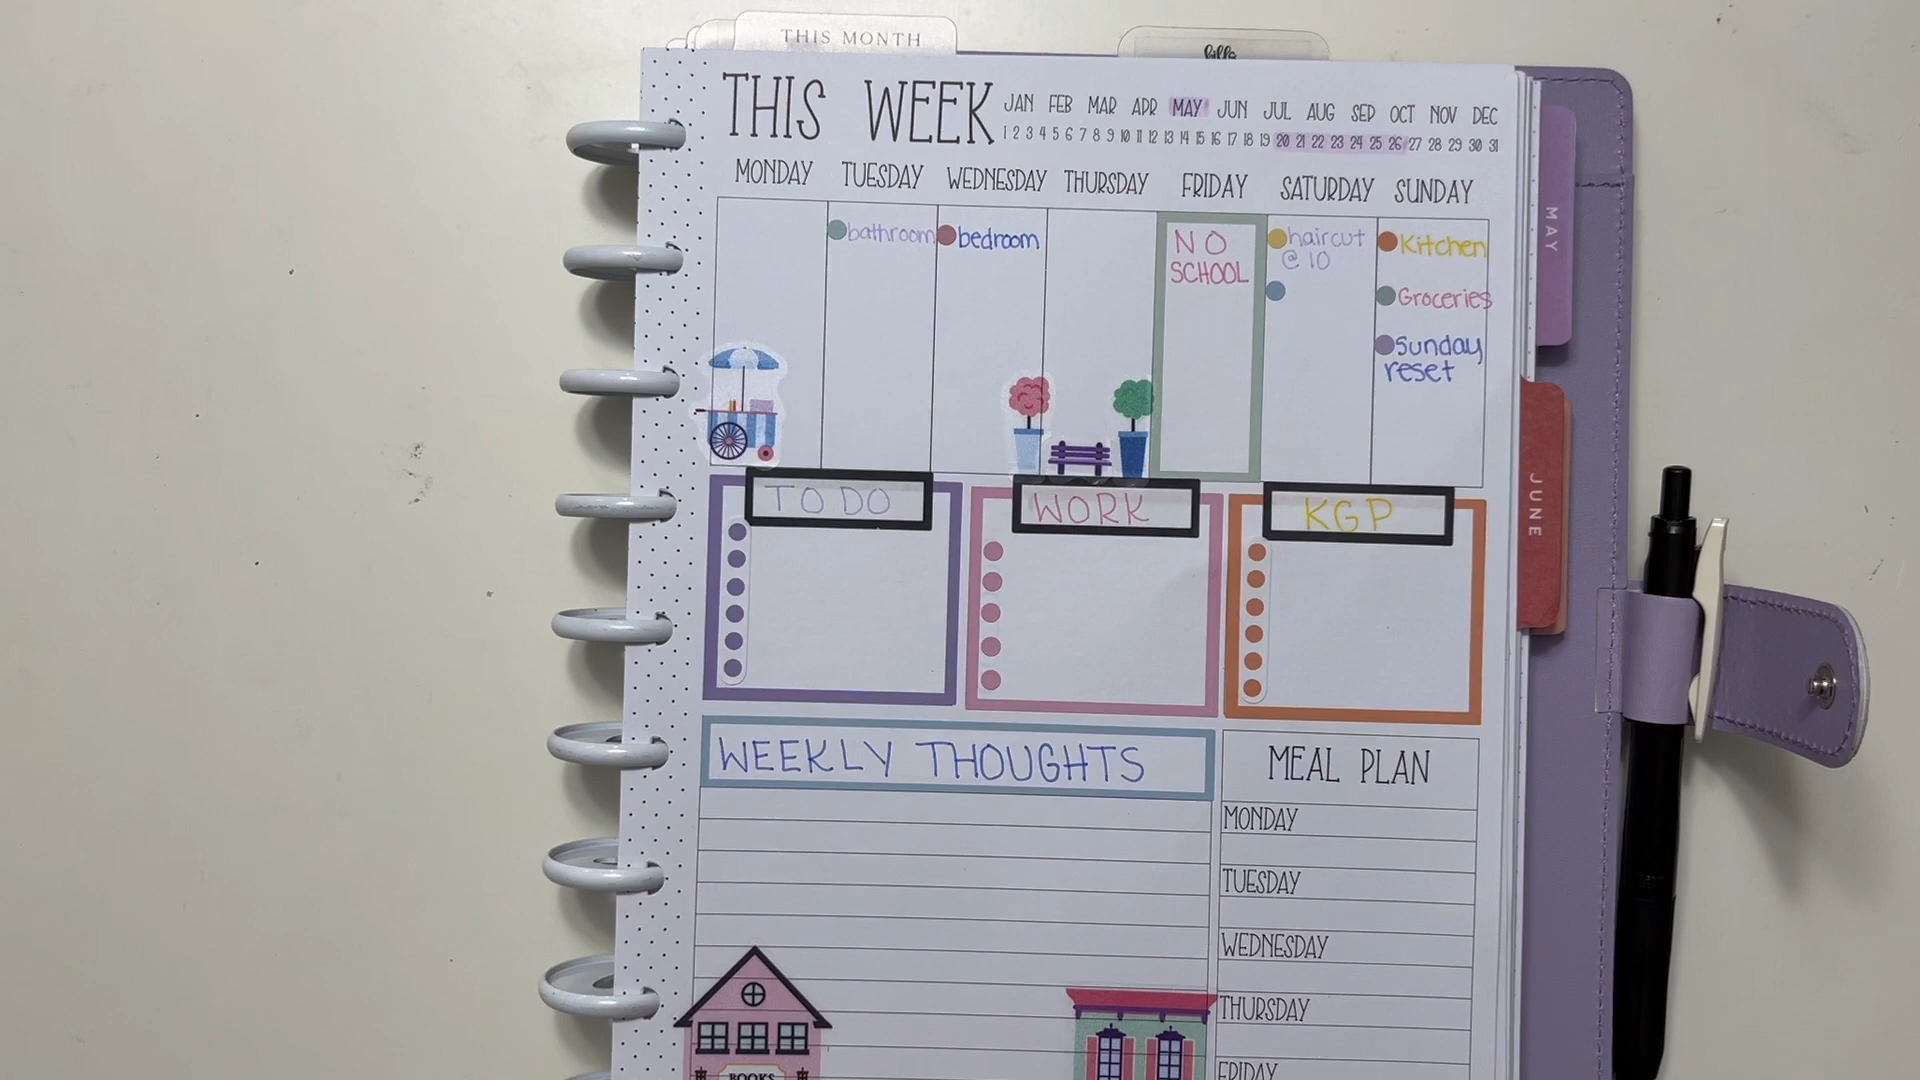 THIS MONTH
bills
THIS WEEK
JAN FEB MAR APR MAY JUN JUL AUG SEP OCT NOV DEC
1 2 3 4 5 6 7 8 9 10 11 12 13 14 15 16 17 18 19 20 21 22 23 24 25 26 27 28 29 30 31
MONDAY TUESDAY WEDNESDAY THURSDAY FRIDAY SATURDAY SUNDAY
bathroom
bedroom
NO
SCHOOL
haircut
@ 10
Kitchen
Groceries
Sunday
reset
MAY
JUNE
TO DO
WORK
KGP
WEEKLY THOUGHTS
MEAL PLAN
MONDAY
TUESDAY
WEDNESDAY
THURSDAY
FRIDAY
BOOKS